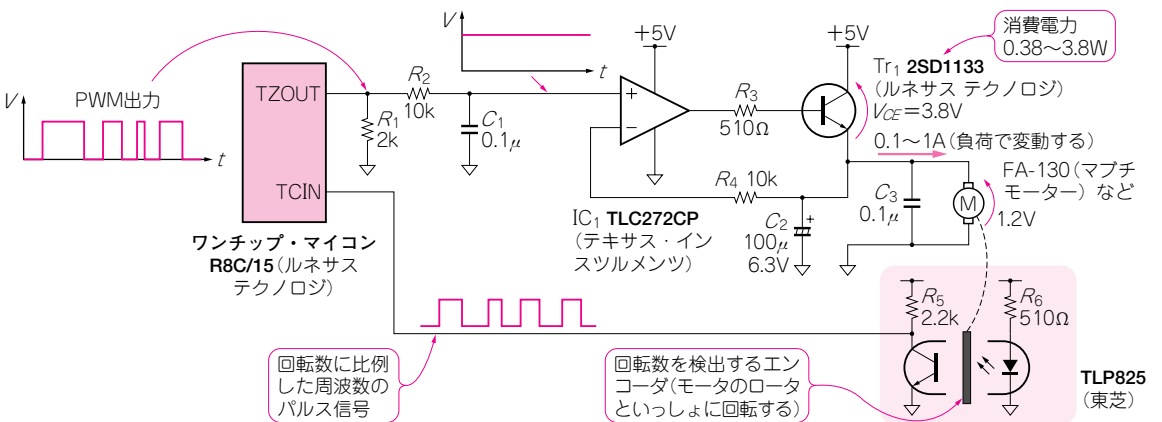 V
t
PWM出力
TZOUT
TCIN
ワンチップ・マイコン
R8C/15(ルネサス
テクノロジ)
R1
2k
R2
10k
C1
0.1μ
V
t
+5V
+
−
IC1 TLC272CP
(テキサス・イン
スツルメンツ)
R3
510Ω
R4 10k
+5V
Tr1 2SD1133
(ルネサス テクノロジ)
VCE=3.8V
消費電力
0.38〜3.8W
0.1〜1A(負荷で変動する)
C2
100μ
6.3V
+
C3
0.1μ
FA-130(マブチ
モーター)など
M
1.2V
R5
2.2k
R6
510Ω
TLP825
(東芝)
回転数に比例
した周波数の
パルス信号
回転数を検出するエン
コーダ(モータのロータ
といっしょに回転する)